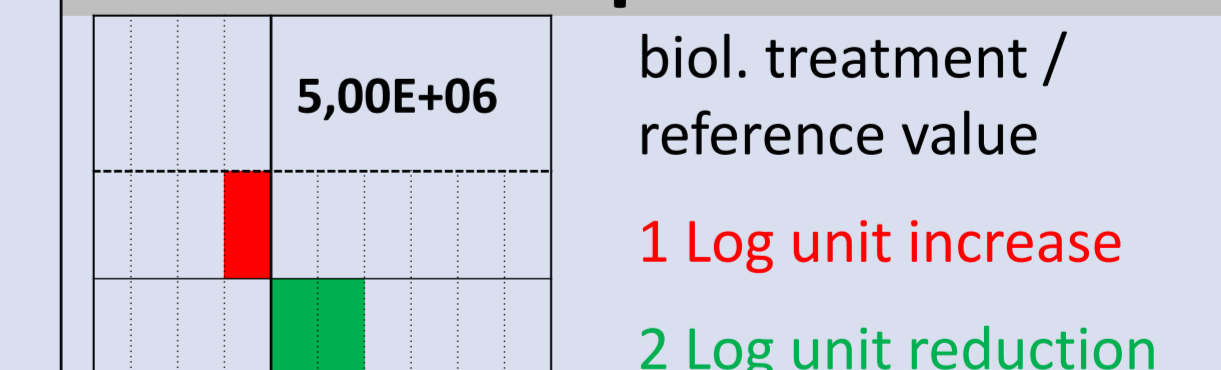 5,00E+06
biol. treatment /
reference value
1 Log unit increase
2 Log unit reduction